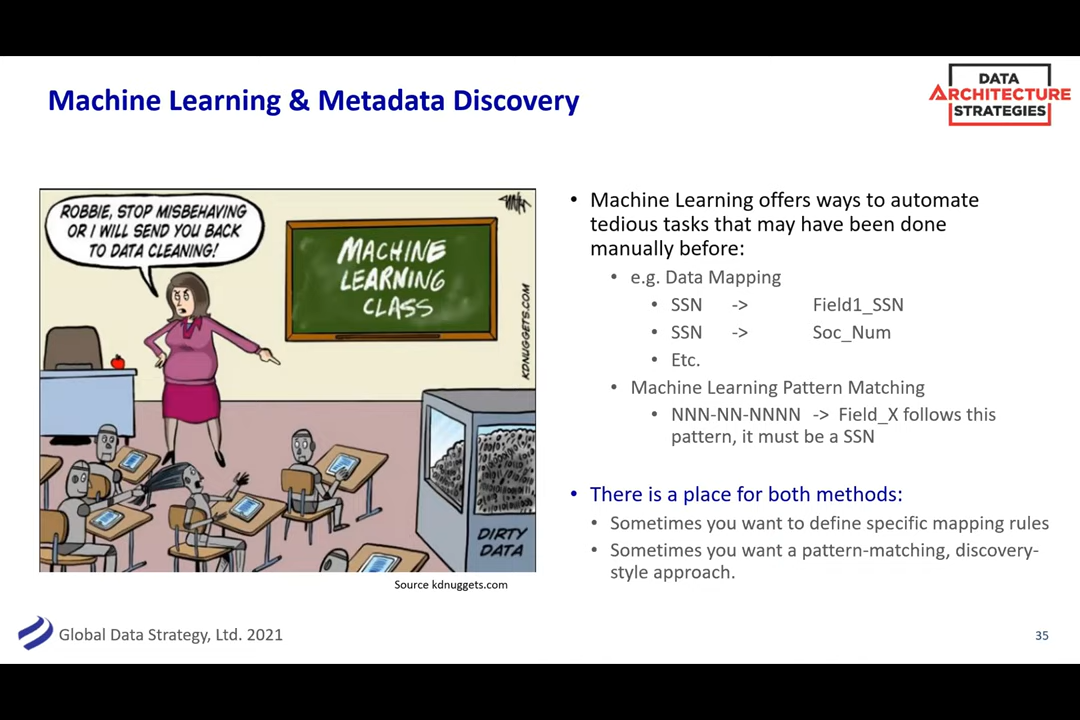 Machine Learning & Metadata Discovery
DATA
ARCHITECTURE
STRATEGIES
ROBBIE, STOP MISBEHAVING
OR I WILL SEND YOU BACK
TO DATA CLEANING!
MACHINE
LEARNING
CLASS
KDNUGGETS.COM
DIRTY
DATA
Source kdnuggets.com
• Machine Learning offers ways to automate
tedious tasks that may have been done
manually before:
• e.g. Data Mapping
• SSN -> Field1_SSN
• SSN -> Soc_Num
• Etc.
• Machine Learning Pattern Matching
• NNN-NN-NNNN -> Field_X follows this
pattern, it must be a SSN
• There is a place for both methods:
• Sometimes you want to define specific mapping rules
• Sometimes you want a pattern-matching, discovery-
style approach.
Global Data Strategy, Ltd. 2021
35